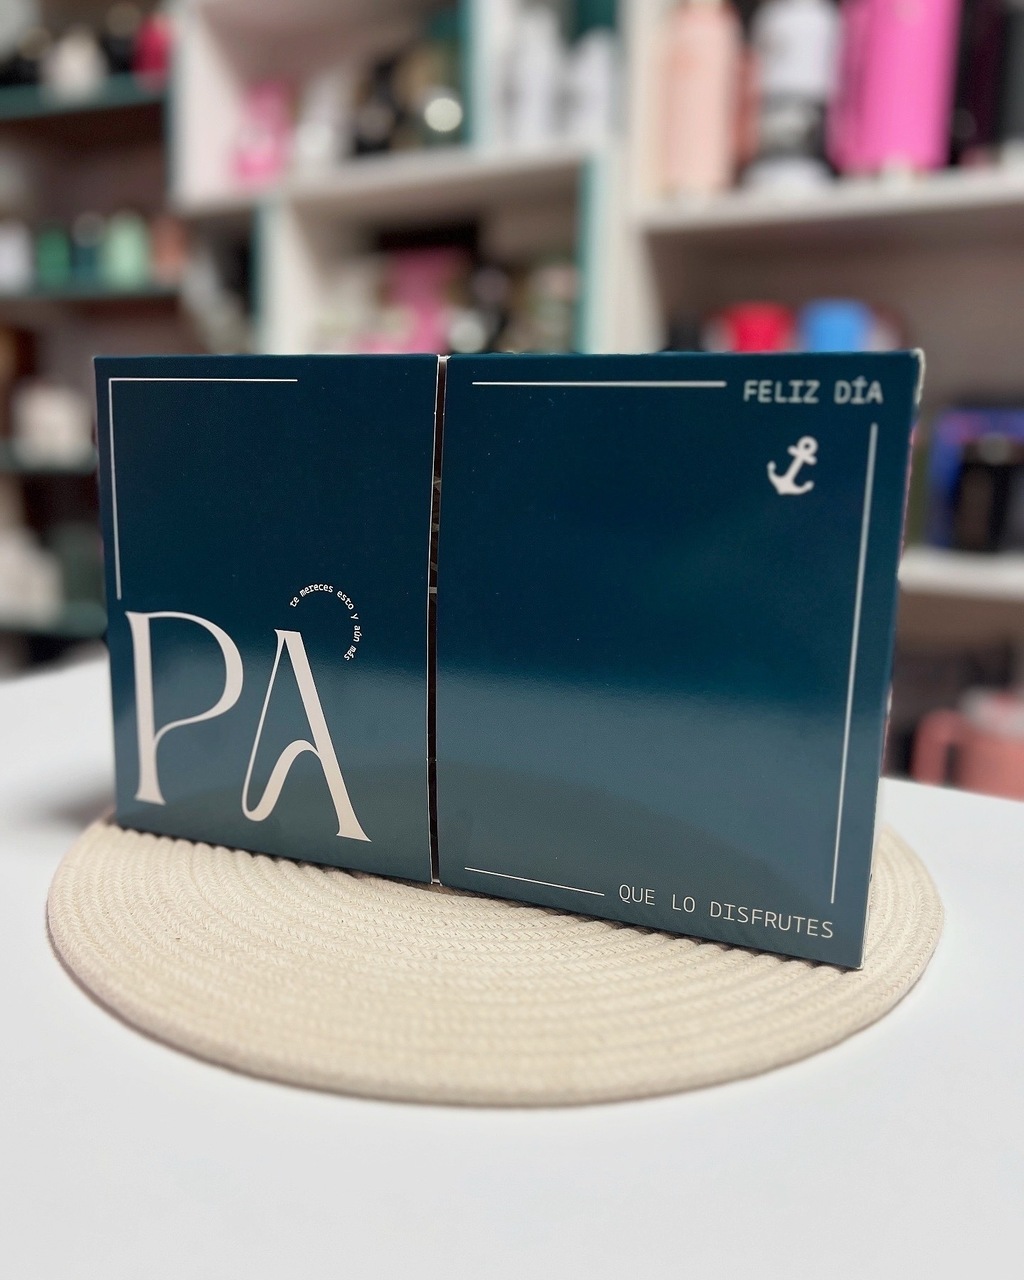 FELIZ DÍA
te mereces esto y aún más
PA
QUE LO DISFRUTES